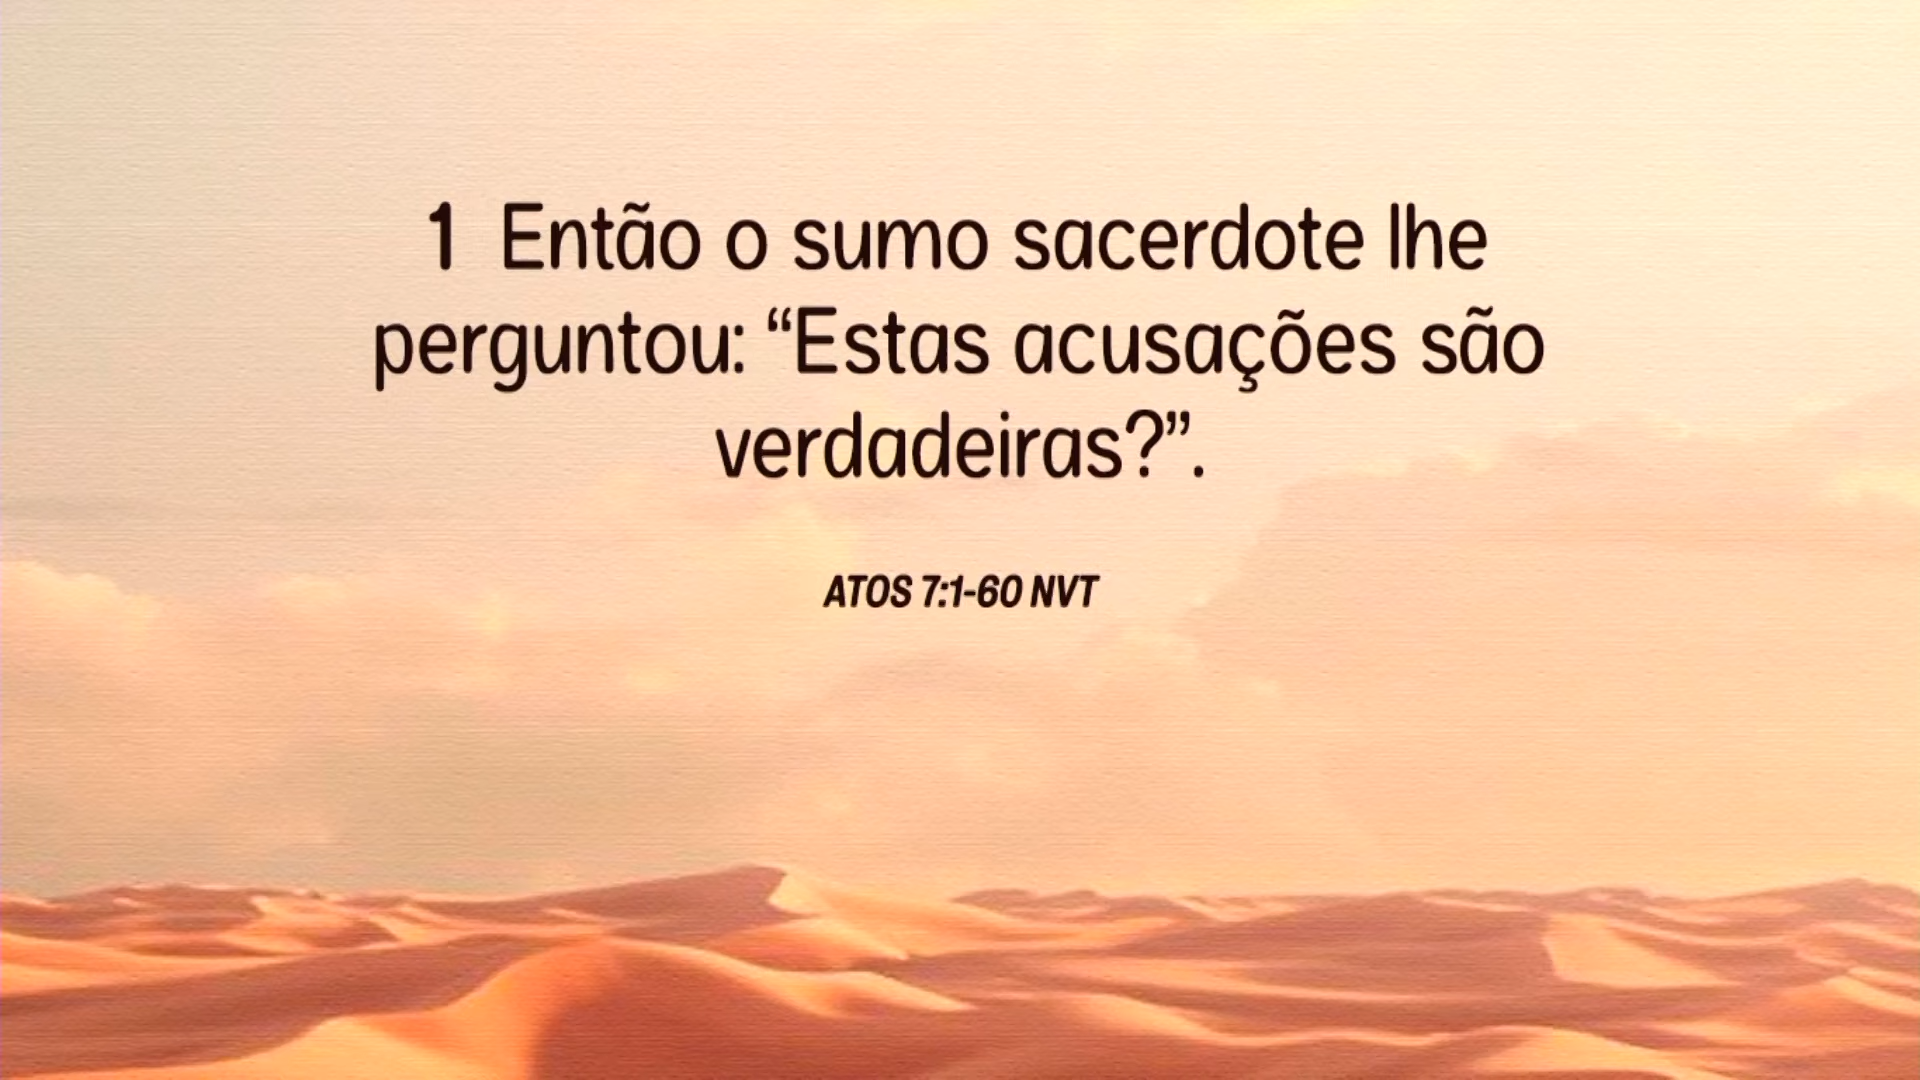 1 Então o sumo sacerdote lhe
perguntou: “Estas acusações são
verdadeiras?”.
ATOS 7:1-60 NVT